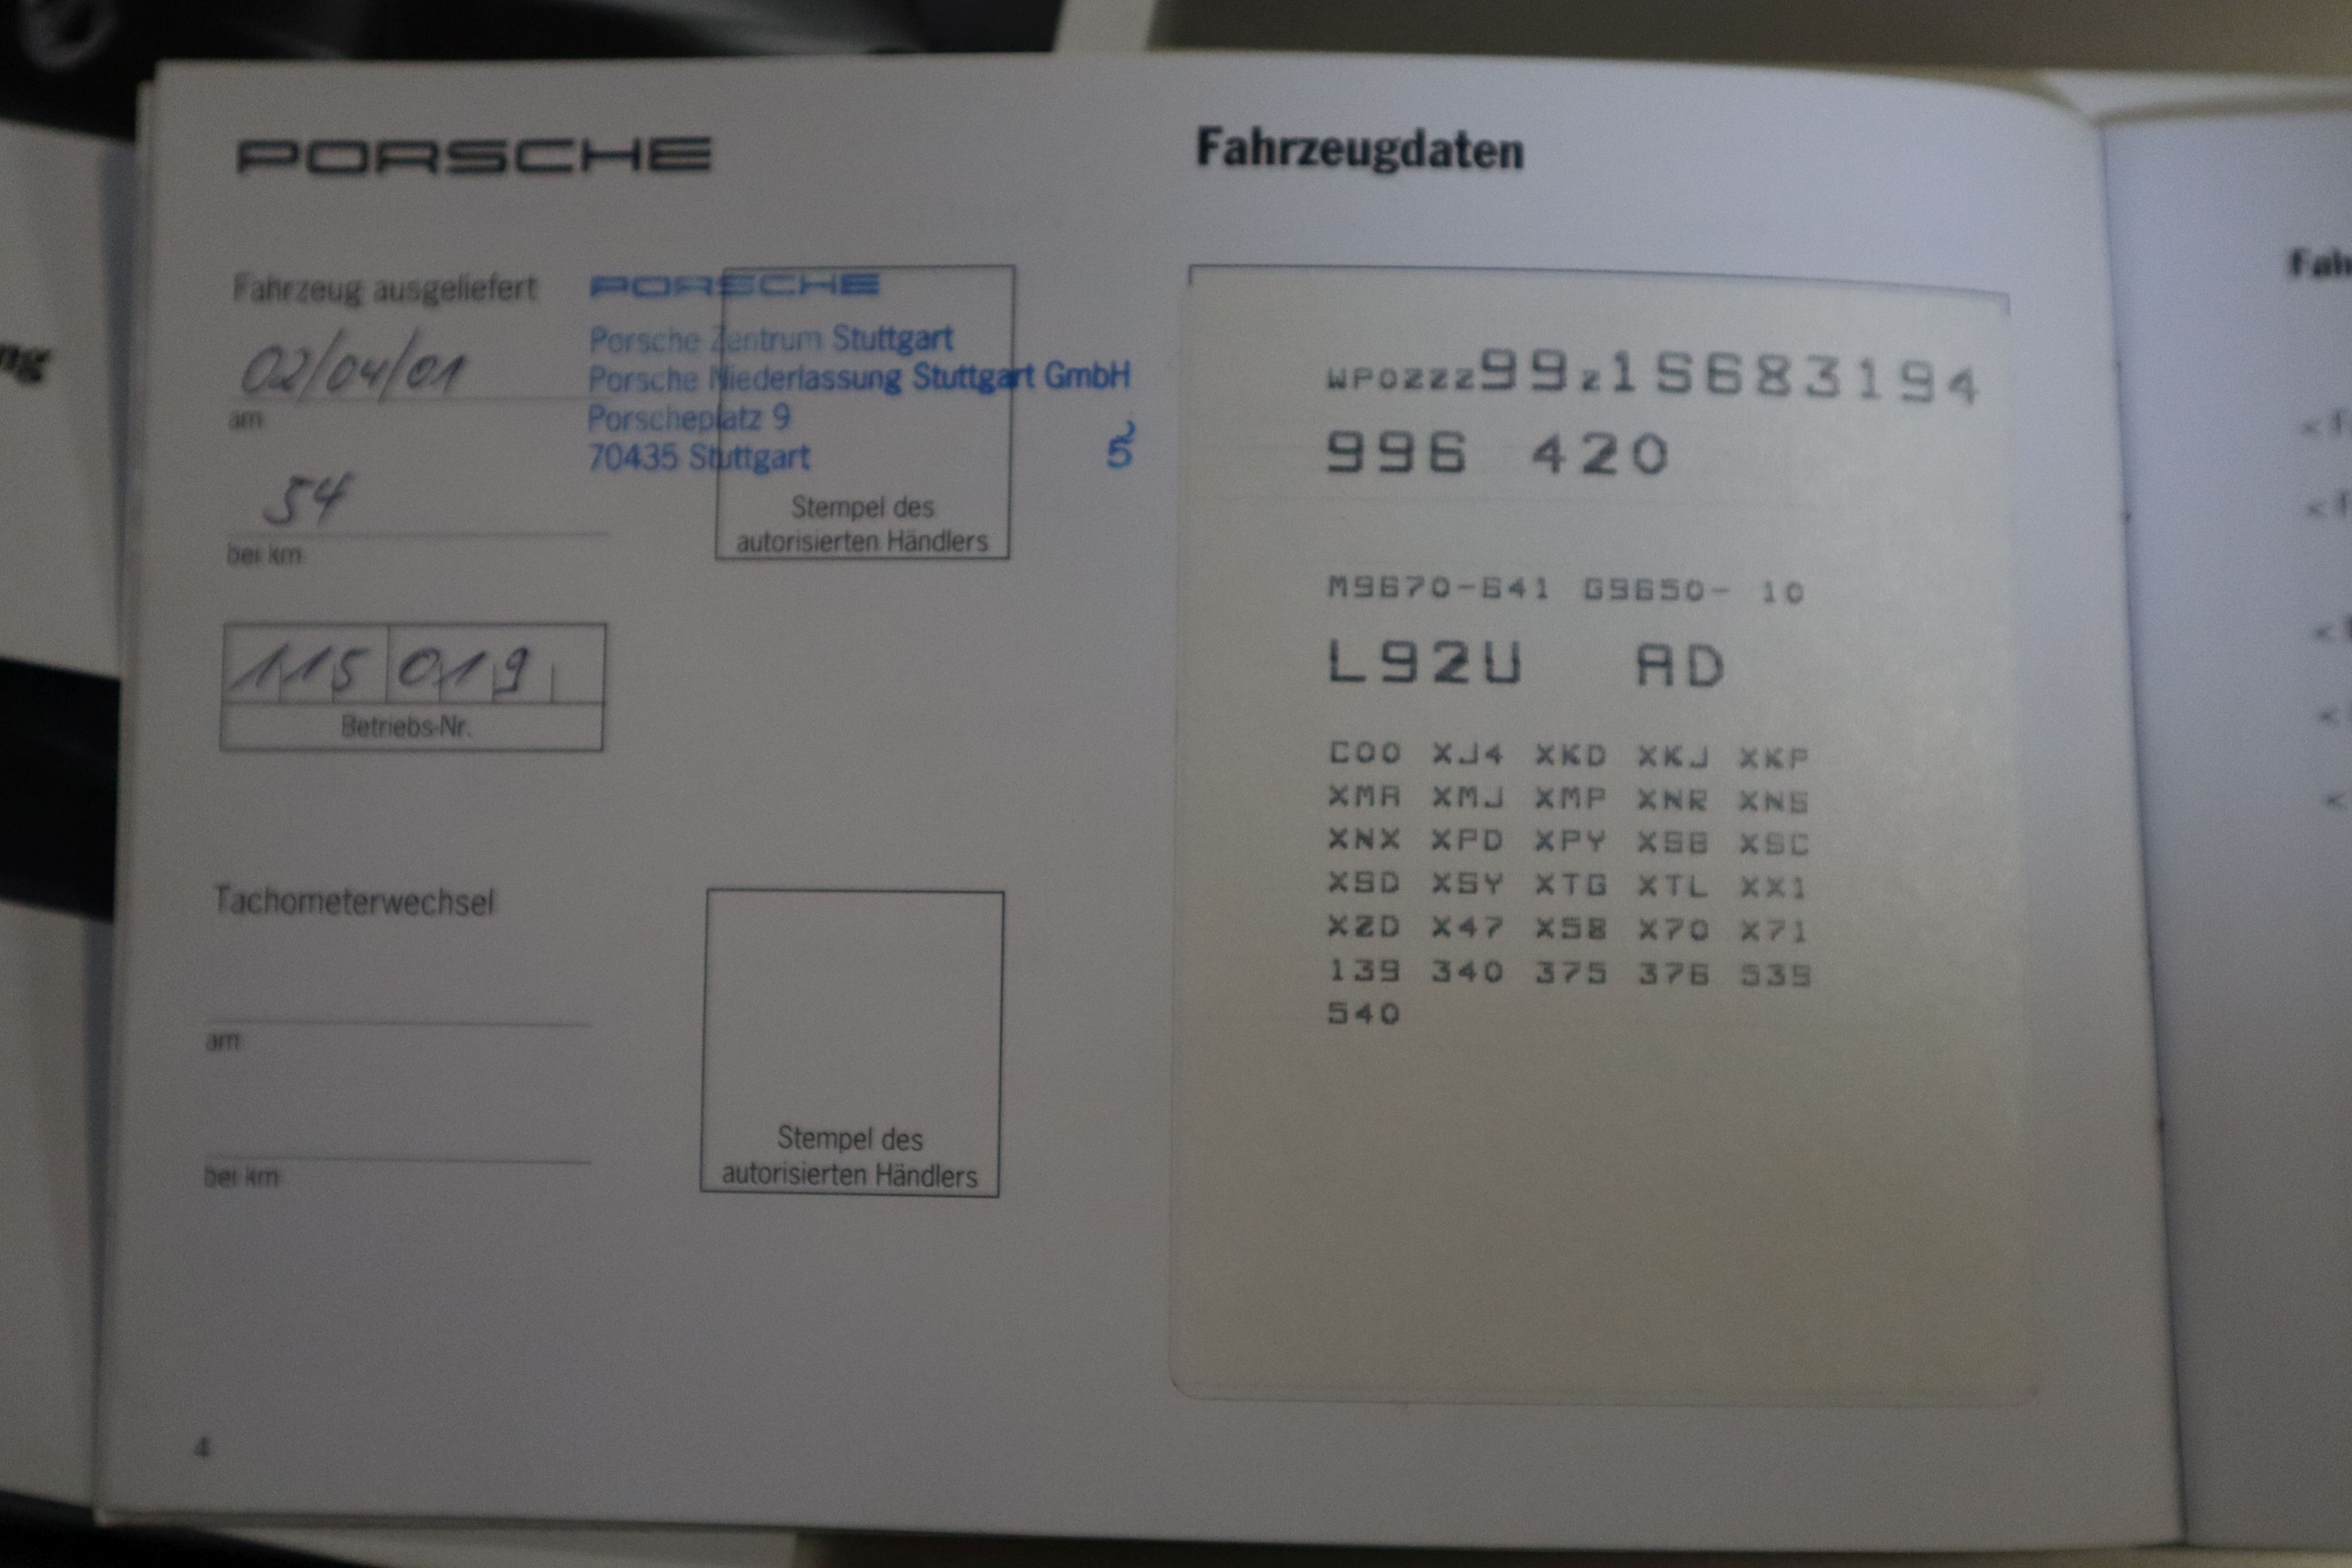 PORSCHE
Fahrzeug ausgeliefert
02/04/01
am
54
bei km
PORSCHE
Porsche Zentrum Stuttgart
Porsche Niederlassung Stuttgart GmbH
Porscheplatz 9
70435 Stuttgart
5
Stempel des
autorisierten Händlers
115 019
Betriebs-Nr.
Tachometerwechsel
am
bei km
Stempel des
autorisierten Händlers
4
Fahrzeugdaten
WP0ZZZ99Z1S683194
996 420
M9670-641 G9650- 10
L92U AD
C00 XJ4 XKD XKJ XKP
XMA XMJ XMP XNR XNS
XNX XPD XPY XSB XSC
XSD XSY XTG XTL XX1
XZD X47 X58 X70 X71
139 340 375 376 539
540
ng
Fah